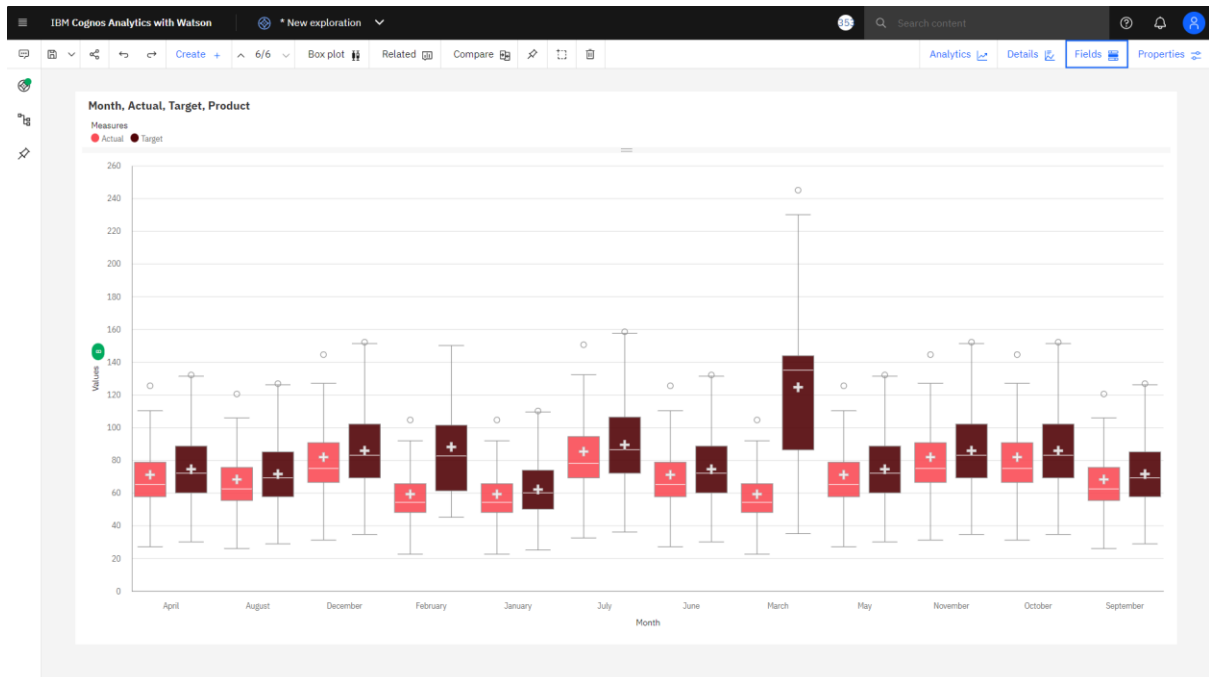 IBM Cognos Analytics with Watson
* New exploration
353
Search content
Create +
6/6
Box plot
Related
Compare
Analytics
Details
Fields
Properties
Month, Actual, Target, Product
Measures
Actual Target
260
240
220
200
180
160
140
120
100
80
60
40
20
0
Values
April August December February January July June March May November October September
Month